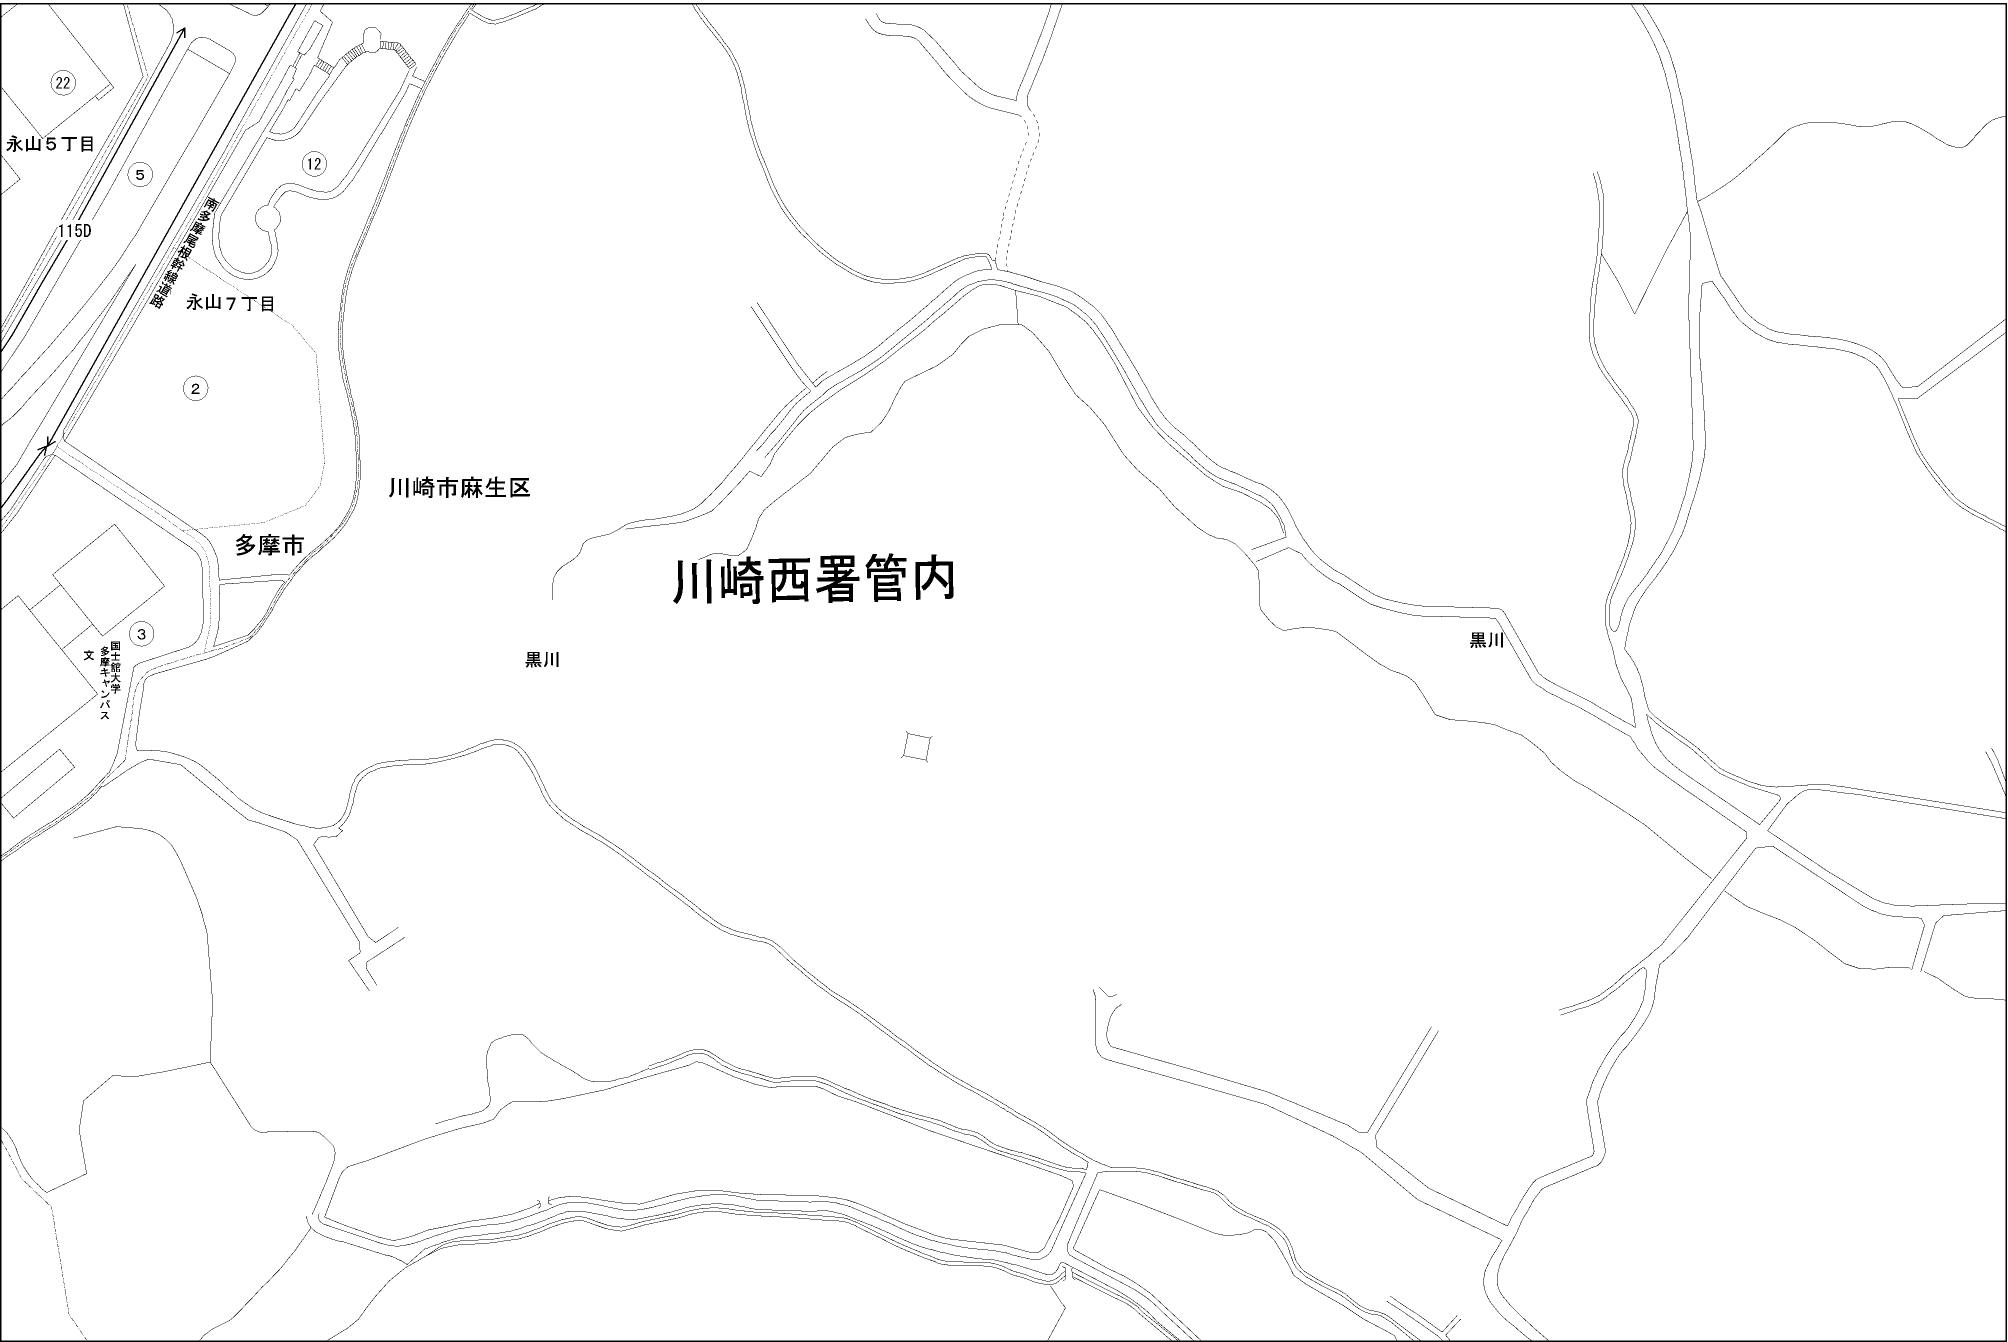 22
永山５丁目
12
5
南多摩尾根幹線道路
115D
永山７丁目
2
川崎市麻生区
多摩市
川崎西署管内
3
国士舘大学
多摩キャンパス
文
黒川
黒川